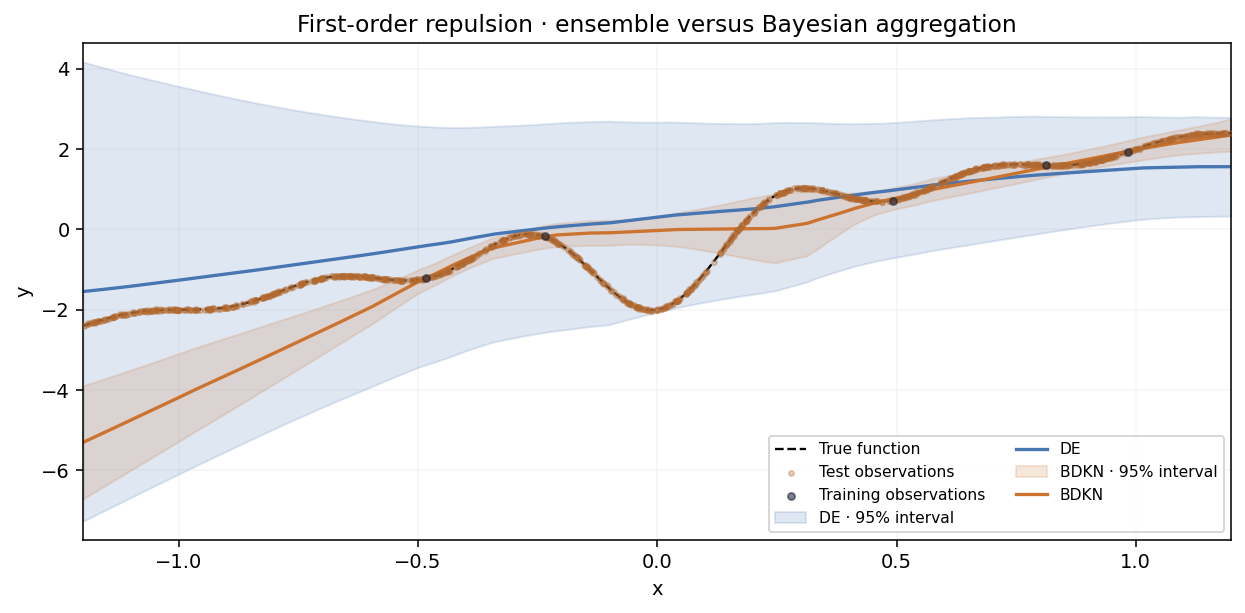 First-order repulsion · ensemble versus Bayesian aggregation
y
4
2
0
−2
−4
−6
−1.0
−0.5
0.0
0.5
1.0
x
True function
Test observations
Training observations
DE · 95% interval
DE
BDKN · 95% interval
BDKN